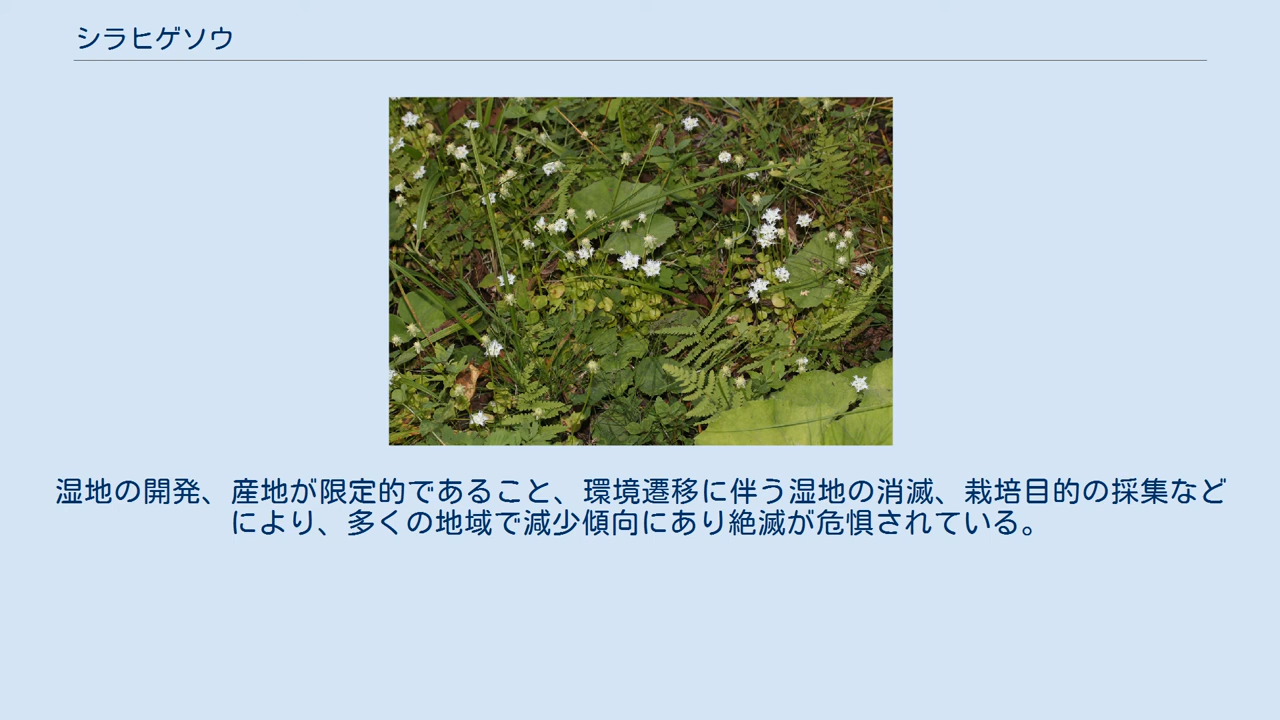 シラヒゲソウ
湿地の開発、産地が限定的であること、環境遷移に伴う湿地の消滅、栽培目的の採集など
により、多くの地域で減少傾向にあり絶滅が危惧されている。